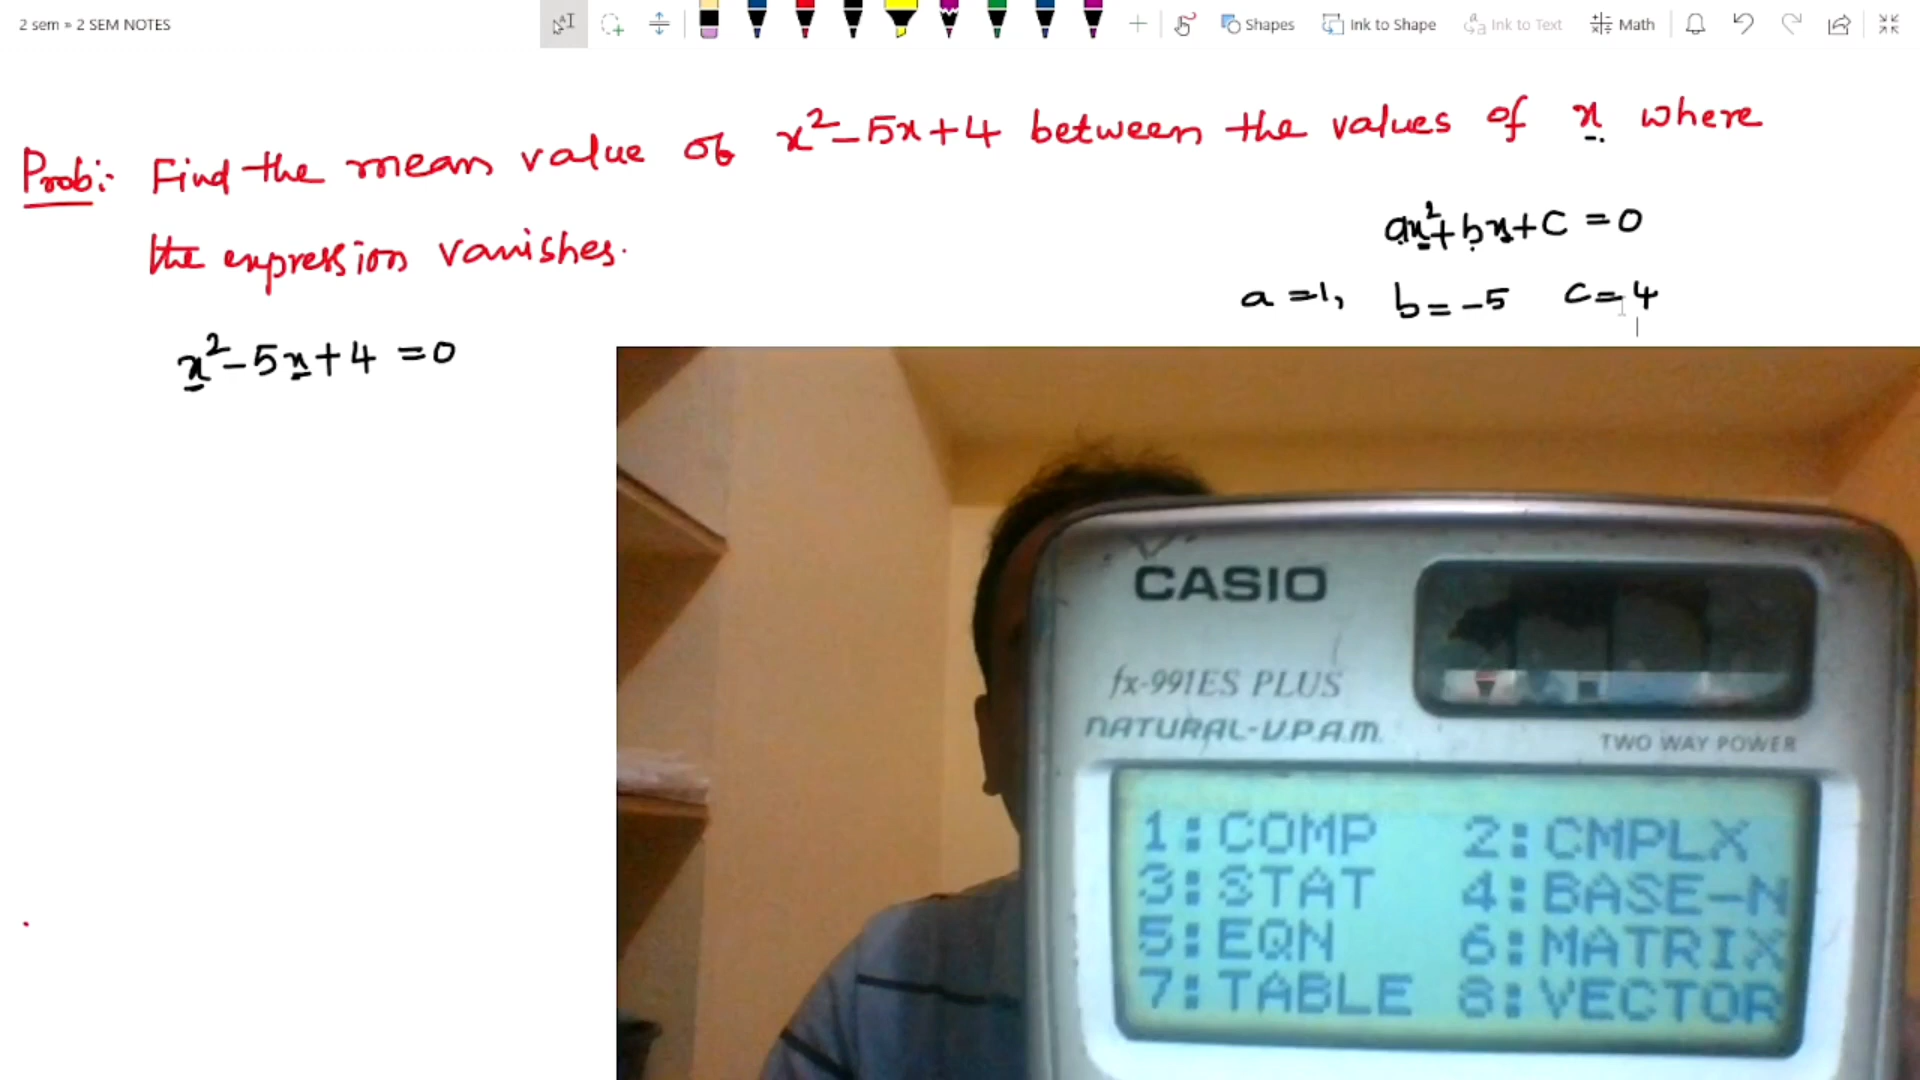 2 sem » 2 SEM NOTES
Shapes Ink to Shape Ink to Text Math
Prob:- Find the mean value of x²-5x+4 between the values of x where
the expression vanishes.
ax²+bx+c =0
a =1, b = -5 c=4
x²-5x+4 =0
CASIO
fx-991ES PLUS
NATURAL-V.P.A.M.
TWO WAY POWER
1:COMP 2:CMPLX
3:STAT 4:BASE-N
5:EQN 6:MATRIX
7:TABLE 8:VECTOR